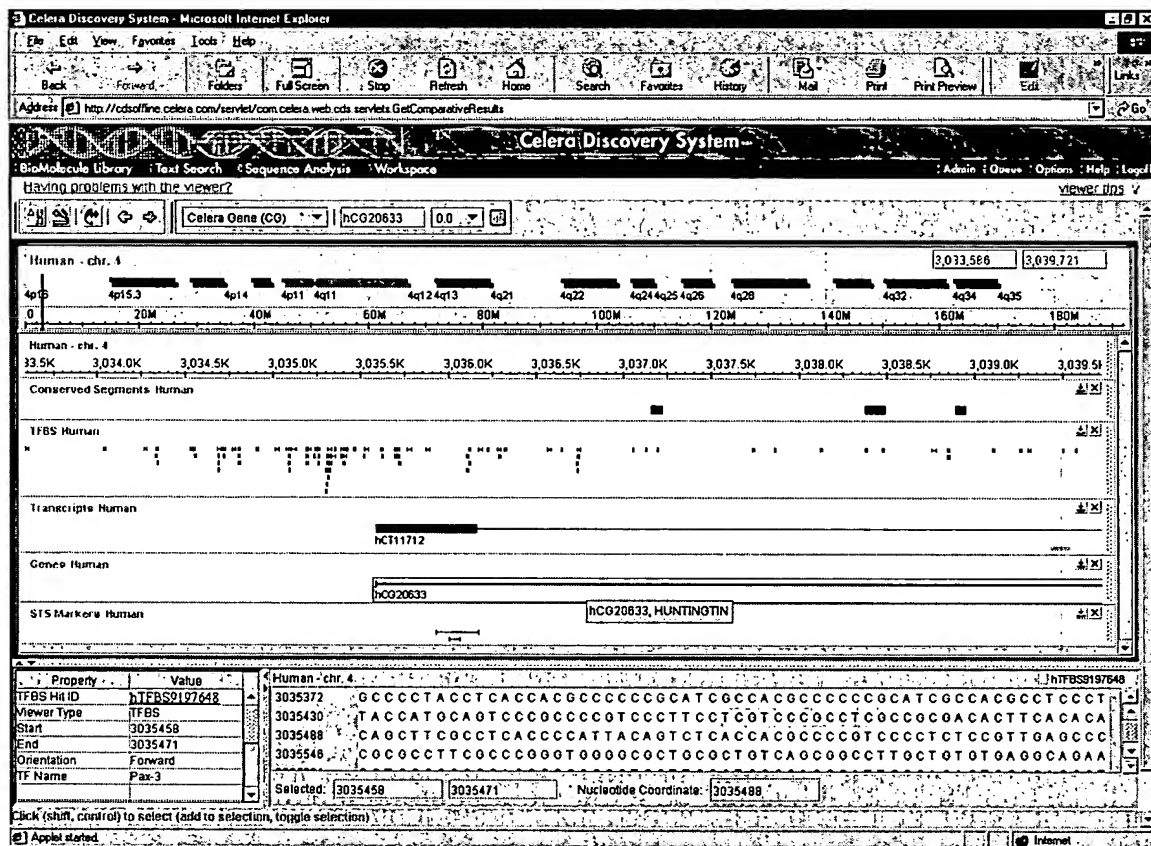 Celera Discovery System - Microsoft Internet Explorer
File Edit View Favorites Tools Help
Back Forward Folders Full Screen Stop Refresh Home Search Favorites History Mail Print Print Preview Edit Links
Address http://cdsoffline.celera.com/servlet/com.celera.web.cds.servlets.GetComparativeResults Go
Celera Discovery System
BioMolecule Library Text Search Sequence Analysis Workspace Admin Queue Options Help Logoff
Having problems with the viewer? viewer tips
Celera Gene (CG) hCG20633 0.0
Human - chr. 4 3,033,586 3,039,721
4p16 4p15.3 4p14 4p11 4q11 4q12 4q13 4q21 4q22 4q24 4q25 4q26 4q28 4q32 4q34 4q35
0 20M 40M 60M 80M 100M 120M 140M 160M 180M
Human - chr. 4
33.5K 3,034.0K 3,034.5K 3,035.0K 3,035.5K 3,036.0K 3,036.5K 3,037.0K 3,037.5K 3,038.0K 3,038.5K 3,039.0K 3,039.5K
Conserved Segments Human
TFBS Human
Transcripts Human
hCT11712
Genes Human
hCG20633
hCG20633, HUNTINGTIN
STS Markers Human
Property Value
TFBS Hit ID hTFBS9197648
Viewer Type TFBS
Start 3035458
End 3035471
Orientation Forward
TF Name Pax-3
Human - chr. 4 hTFBS9197648
3035372 GCCCCTACCTCACCACGCCCCCCCGCATCGCCACGCCCCCCGCATCGCCACGCCTCCCT
3035430 TACCATGCAGTCCCGCCCCGTCCCTTCCTCGTCCCGCCTCGCCGCGACACTTCACACA
3035488 CAGCTTCGCCTCACCCCATTACAGTCTCACCACGCCCCGTCCCCTCTCCGTTGAGCCC
3035546 CGCGCCTTCGCCCGGGTGGGGCGCTGCGCTGTCAGCGGCCTTGCTGTGTGAGGCAGAA
Selected: 3035458 3035471 Nucleotide Coordinate: 3035488
Click (shift, control) to select (add to selection, toggle selection)
Applet started. Internet